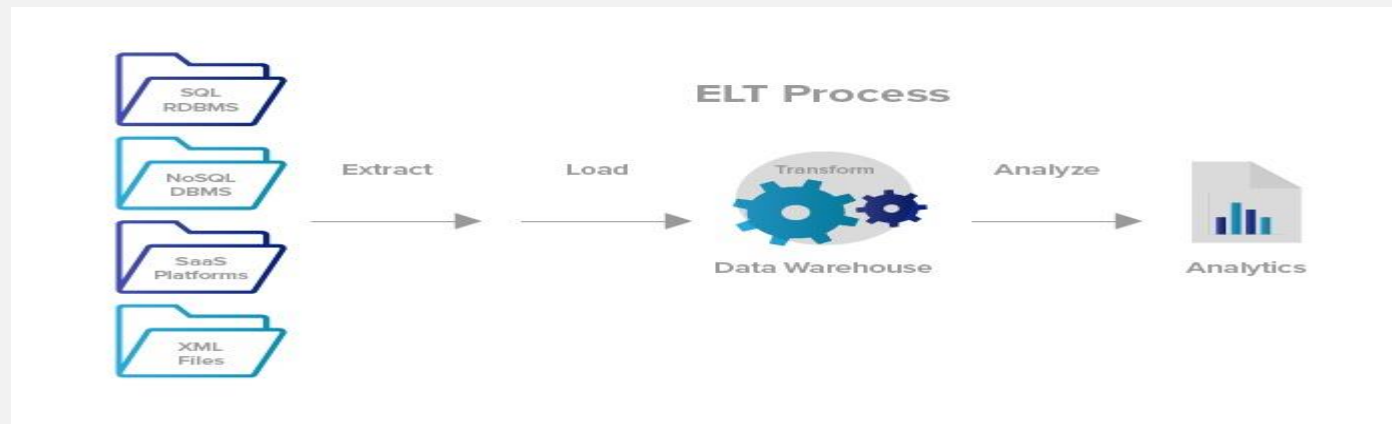 SQL
RDBMS
NoSQL
DBMS
SaaS
Platforms
XML
Files
Extract
Load
ELT Process
Transform
Data Warehouse
Analyze
Analytics